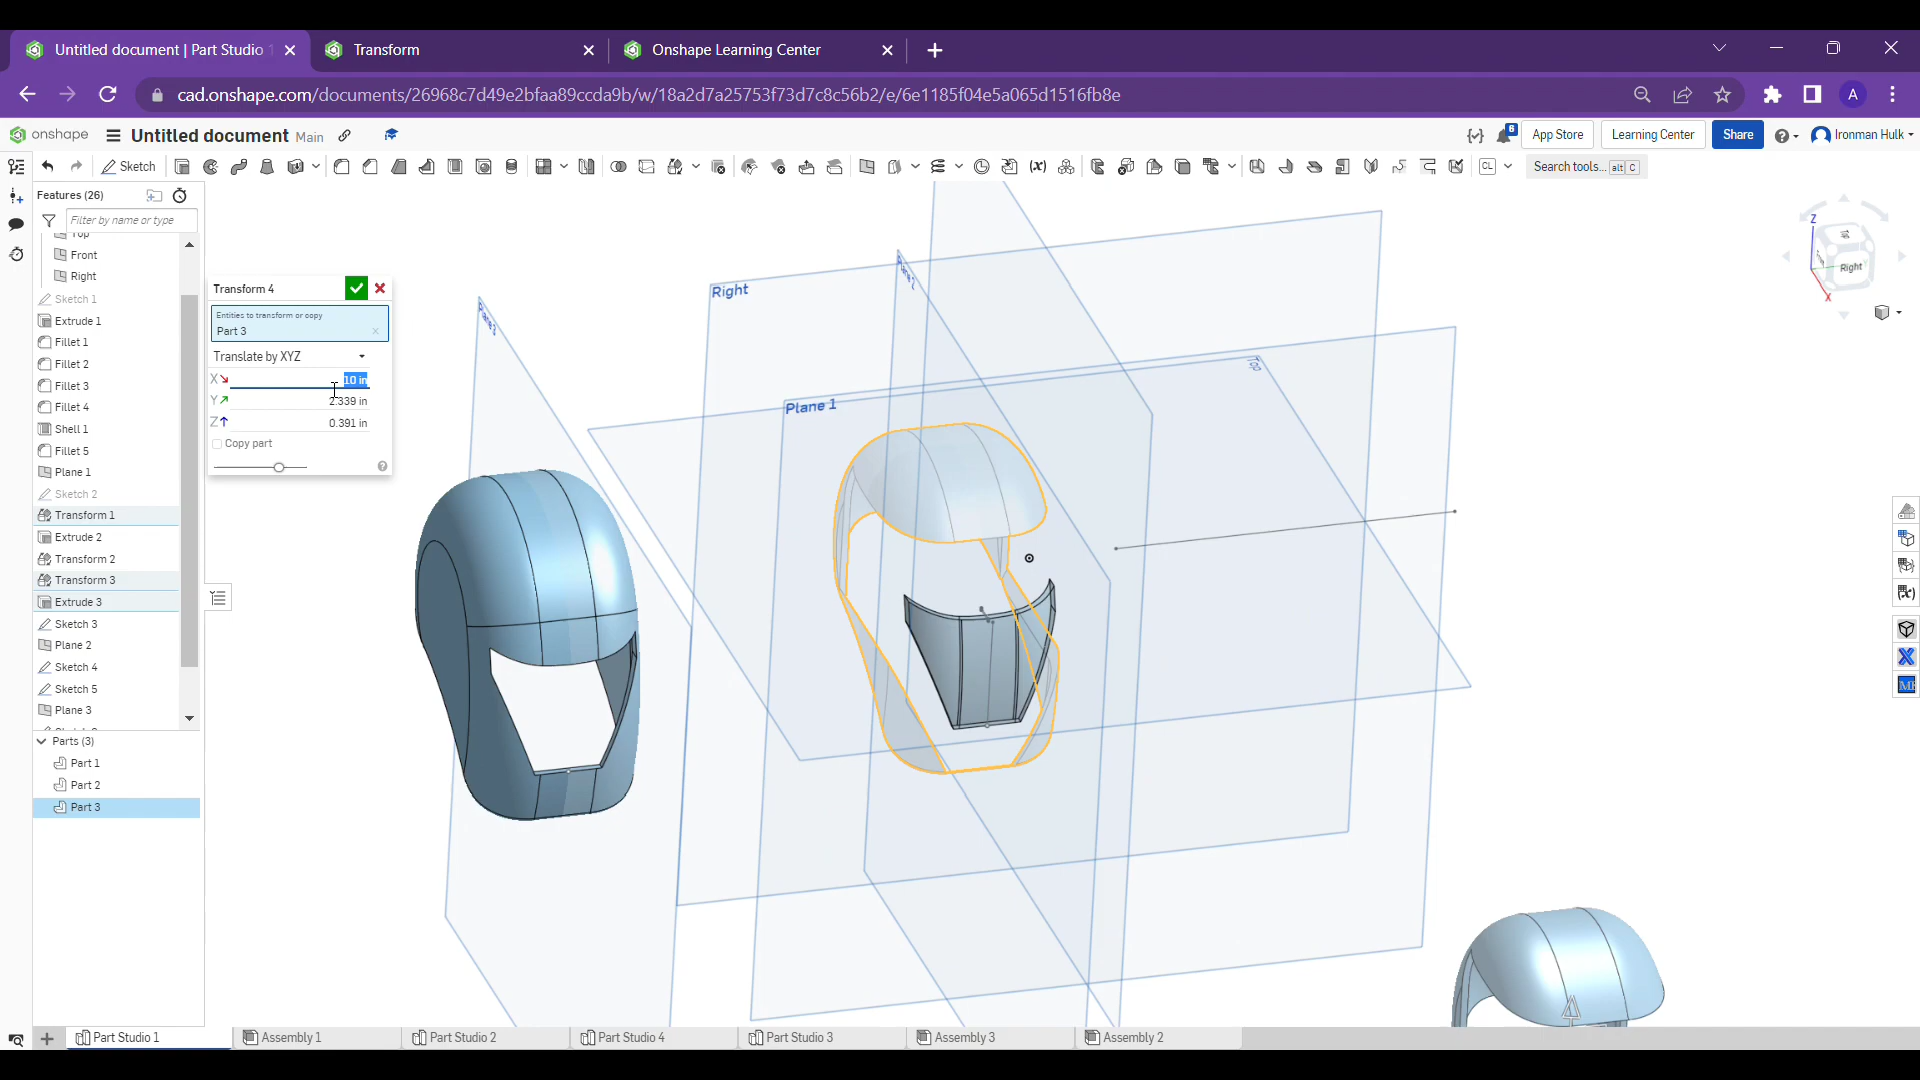 Untitled document | Part Studio 1
Transform
Onshape Learning Center
cad.onshape.com/documents/26968c7d49e2bfaa89ccda9b/w/18a2d7a25753f73d7c8c56b2/e/6e1185f04e5a065d1516fb8e
A
onshape
Untitled document Main
6
App Store
Learning Center
Share
Ironman Hulk
Sketch
CL
Search tools... alt C
Features (26)
Filter by name or type
Top
Front
Right
Sketch 1
Extrude 1
Fillet 1
Fillet 2
Fillet 3
Fillet 4
Shell 1
Fillet 5
Plane 1
Sketch 2
Transform 1
Extrude 2
Transform 2
Transform 3
Extrude 3
Sketch 3
Plane 2
Sketch 4
Sketch 5
Plane 3
Parts (3)
Part 1
Part 2
Part 3
Transform 4
Entities to transform or copy
Part 3
Translate by XYZ
X 10 in
Y 2.339 in
Z 0.391 in
Copy part
Right
Plane 1
Top
Z
Right
X
Part Studio 1
Assembly 1
Part Studio 2
Part Studio 4
Part Studio 3
Assembly 3
Assembly 2